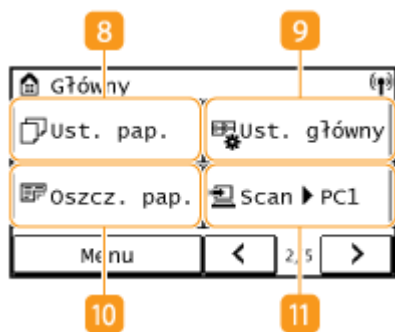 8 9
Główny
Ust. pap. Ust. główny
Oszcz. pap. Scan ▶ PC1
Menu < 2/5 >
10 11